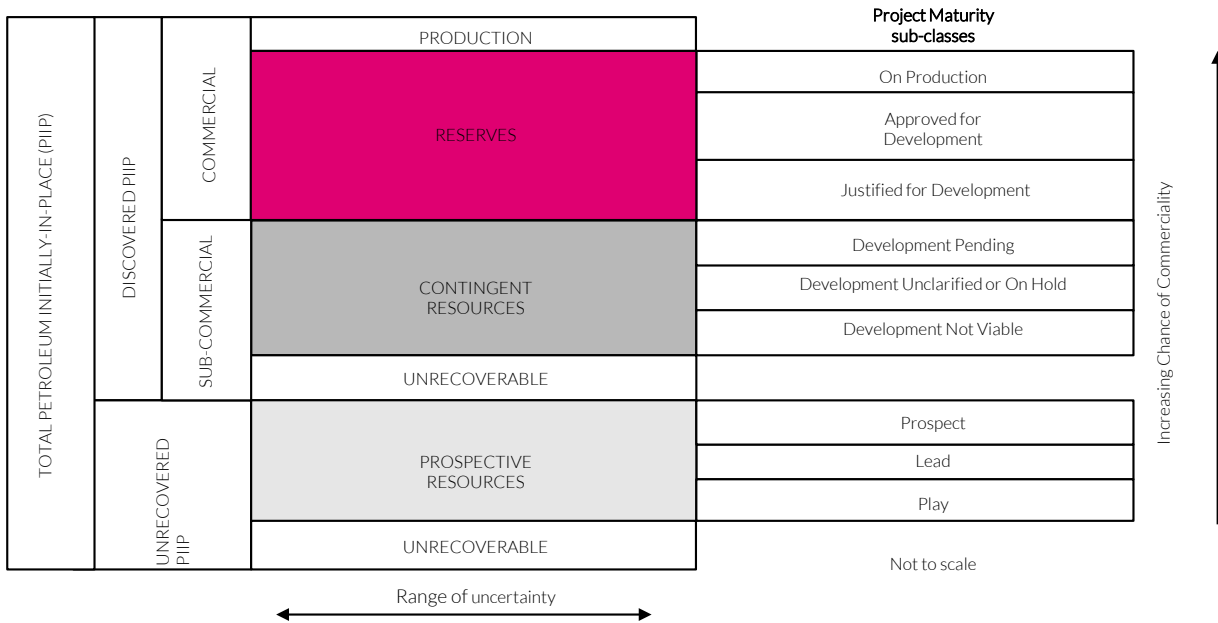 Project Maturity
sub-classes
TOTAL PETROLEUM INITIALLY-IN-PLACE (PIIP)
DISCOVERED PIIP
COMMERCIAL
PRODUCTION
RESERVES
On Production
Approved for
Development
Justified for Development
SUB-COMMERCIAL
CONTINGENT
RESOURCES
Development Pending
Development Unclarified or On Hold
Development Not Viable
UNRECOVERABLE
UNRECOVERED
PIIP
PROSPECTIVE
RESOURCES
Prospect
Lead
Play
UNRECOVERABLE
Increasing Chance of Commerciality
Not to scale
Range of uncertainty